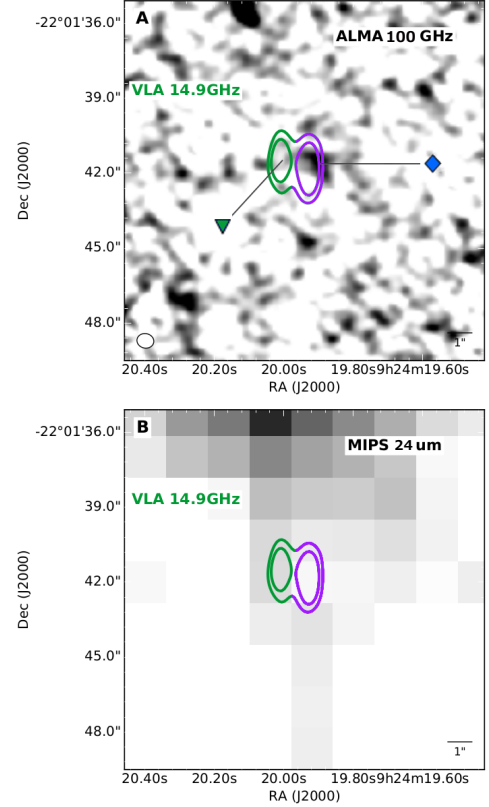 -22°01'36.0"
A
ALMA 100 GHz
39.0"
VLA 14.9GHz
42.0"
Dec (J2000)
45.0"
48.0"
1"
20.40s 20.20s 20.00s 19.80s9h24m19.60s
RA (J2000)
-22°01'36.0"
B
MIPS 24 um
39.0"
VLA 14.9GHz
42.0"
Dec (J2000)
45.0"
48.0"
1"
20.40s 20.20s 20.00s 19.80s9h24m19.60s
RA (J2000)